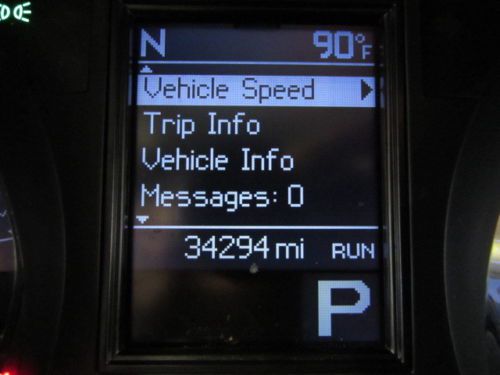 N 90°F
Vehicle Speed
Trip Info
Vehicle Info
Messages: 0
34294 mi RUN
P